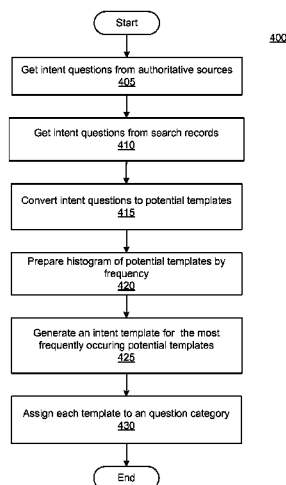 Start
400
Get intent questions from authoritative sources
405
Get intent questions from search records
410
Convert intent questions to potential templates
415
Prepare histogram of potential templates by
frequency
420
Generate an intent template for the most
frequently occuring potential templates
425
Assign each template to an question category
430
End